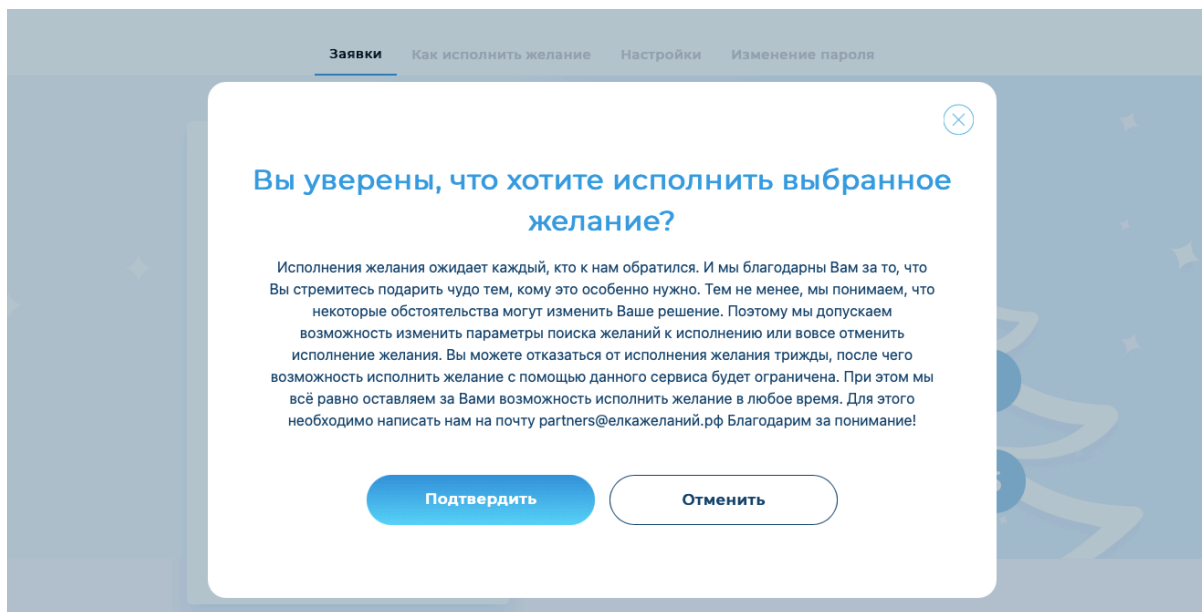 Заявки Как исполнить желание Настройки Изменение пароля
Вы уверены, что хотите исполнить выбранное
желание?
Исполнения желания ожидает каждый, кто к нам обратился. И мы благодарны Вам за то, что
Вы стремитесь подарить чудо тем, кому это особенно нужно. Тем не менее, мы понимаем, что
некоторые обстоятельства могут изменить Ваше решение. Поэтому мы допускаем
возможность изменить параметры поиска желаний к исполнению или вовсе отменить
исполнение желания. Вы можете отказаться от исполнения желания трижды, после чего
возможность исполнить желание с помощью данного сервиса будет ограничена. При этом мы
всё равно оставляем за Вами возможность исполнить желание в любое время. Для этого
необходимо написать нам на почту partners@елкажеланий.рф Благодарим за понимание!
Подтвердить Отменить